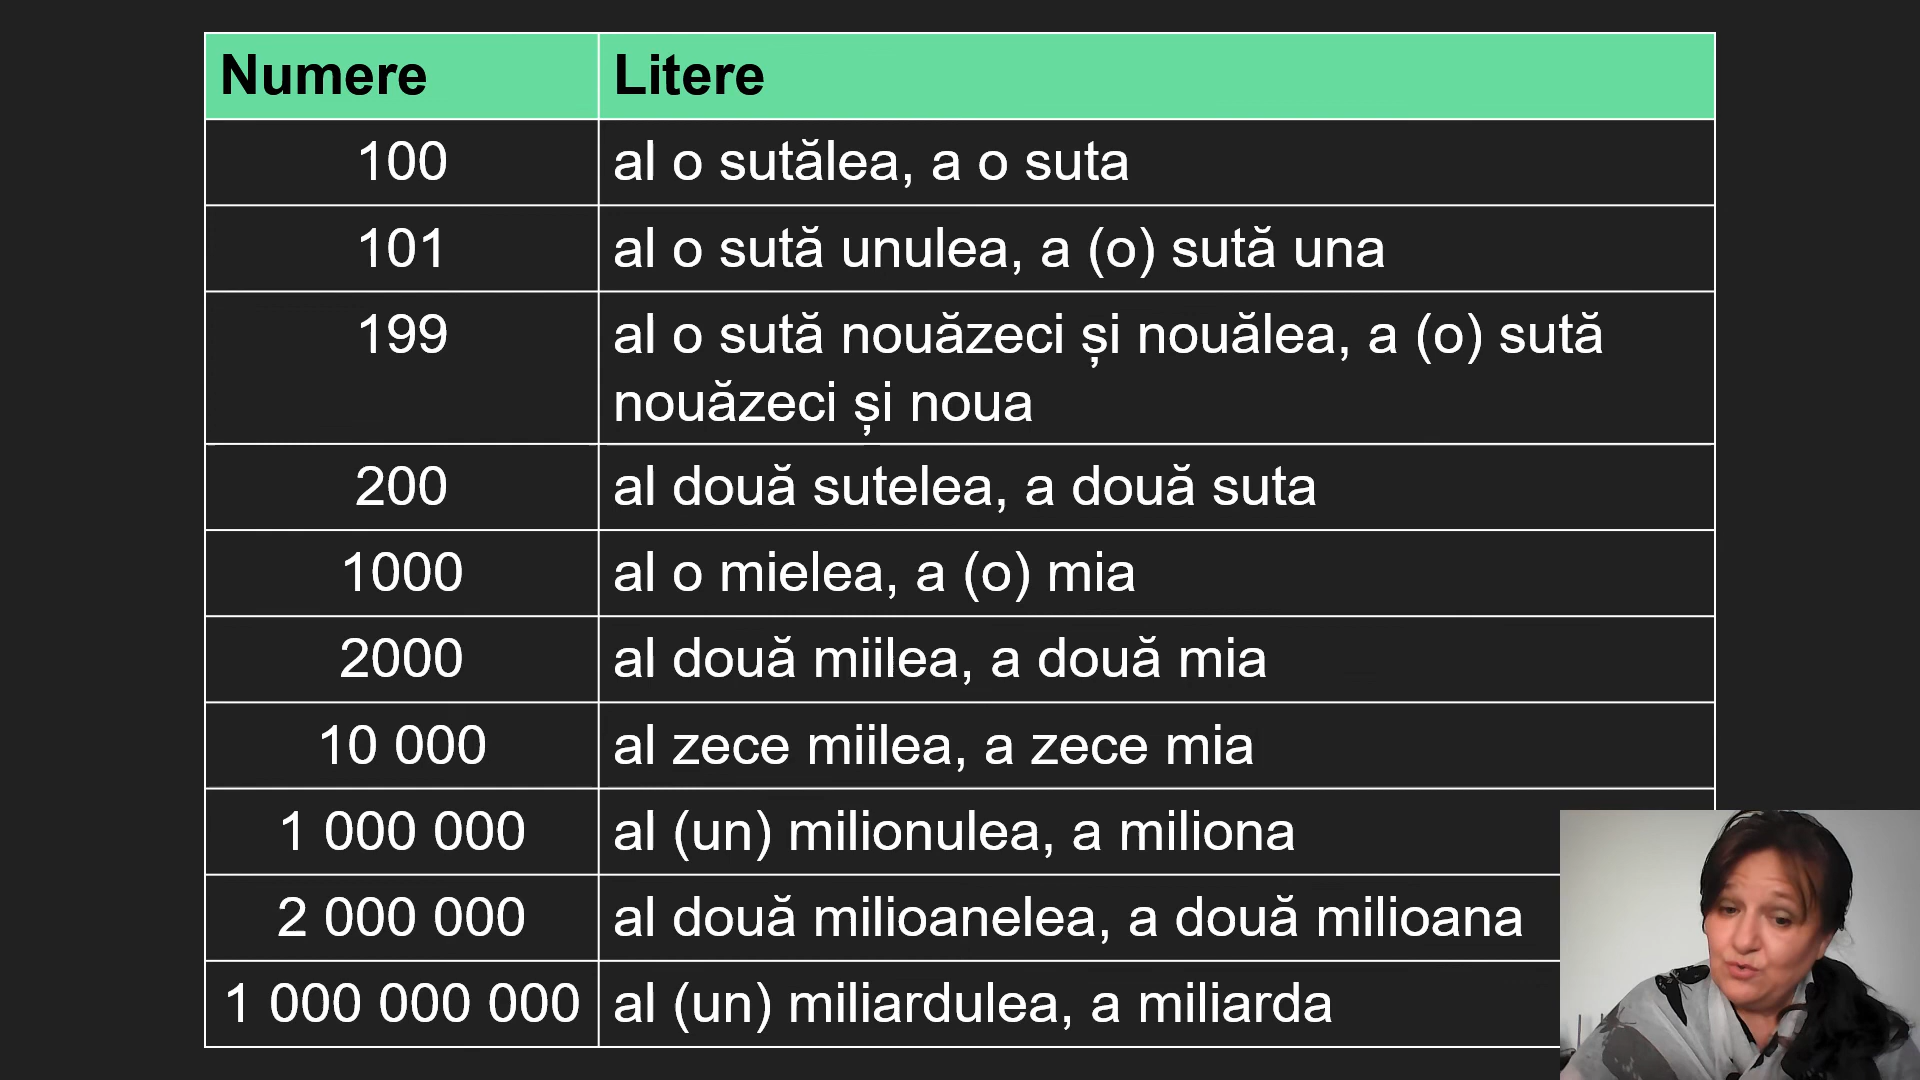 Numere Litere
100 al o sutălea, a o suta
101 al o sută unulea, a (o) sută una
199 al o sută nouăzeci și nouălea, a (o) sută
nouăzeci și noua
200 al două sutelea, a două suta
1000 al o mielea, a (o) mia
2000 al două miilea, a două mia
10 000 al zece miilea, a zece mia
1 000 000 al (un) milionulea, a miliona
2 000 000 al două milioanelea, a două milioana
1 000 000 000 al (un) miliardulea, a miliarda